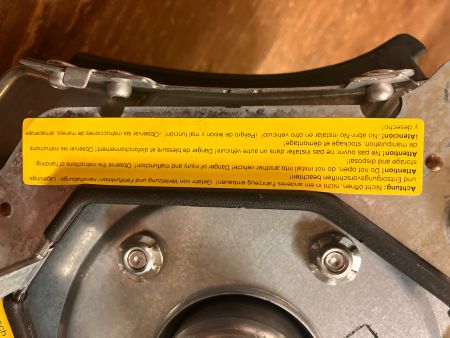 Achtung: Nicht öffnen, nicht in ein anderes Fahrzeug einbauen! Gefahr von Verletzung und Fehlfunktion! Handhabungs-, Lagerungs-
und Entsorgungsvorschriften beachten!
Attention! Do not open, do not install into another vehicle! Danger of injury and malfunction! Observe the instructions of handling
storage and disposal!
Attention! Ne pas ouvrir, ne pas installer dans un autre véhicule! Danger de blessure et dysfonctionnement! Observez les instructions
de manipulation, stockage et démontage!
¡Atención! ¡No abrir! ¡No instalar en otro vehículo! ¡Peligro de lesión y mal función! ¡Observar las instrucciones de manejo, almacenaje
y desecho!